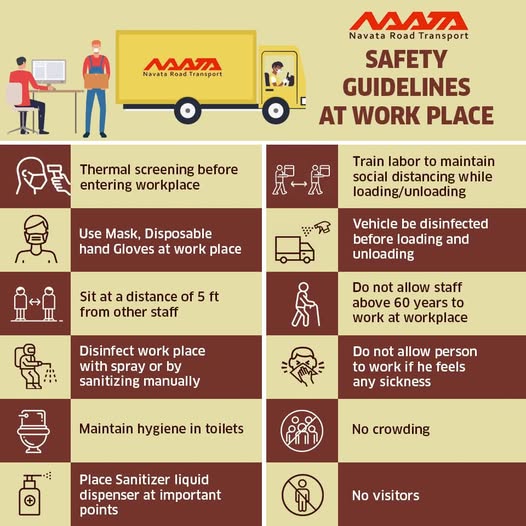 NAVATA
Navata Road Transport
SAFETY
GUIDELINES
AT WORK PLACE
NAVATA
Navata Road Transport
Thermal screening before
entering workplace
Use Mask, Disposable
hand Gloves at work place
Sit at a distance of 5 ft
from other staff
Disinfect work place
with spray or by
sanitizing manually
Maintain hygiene in toilets
Place Sanitizer liquid
dispenser at important
points
Train labor to maintain
social distancing while
loading/unloading
Vehicle be disinfected
before loading and
unloading
Do not allow staff
above 60 years to
work at workplace
Do not allow person
to work if he feels
any sickness
No crowding
No visitors